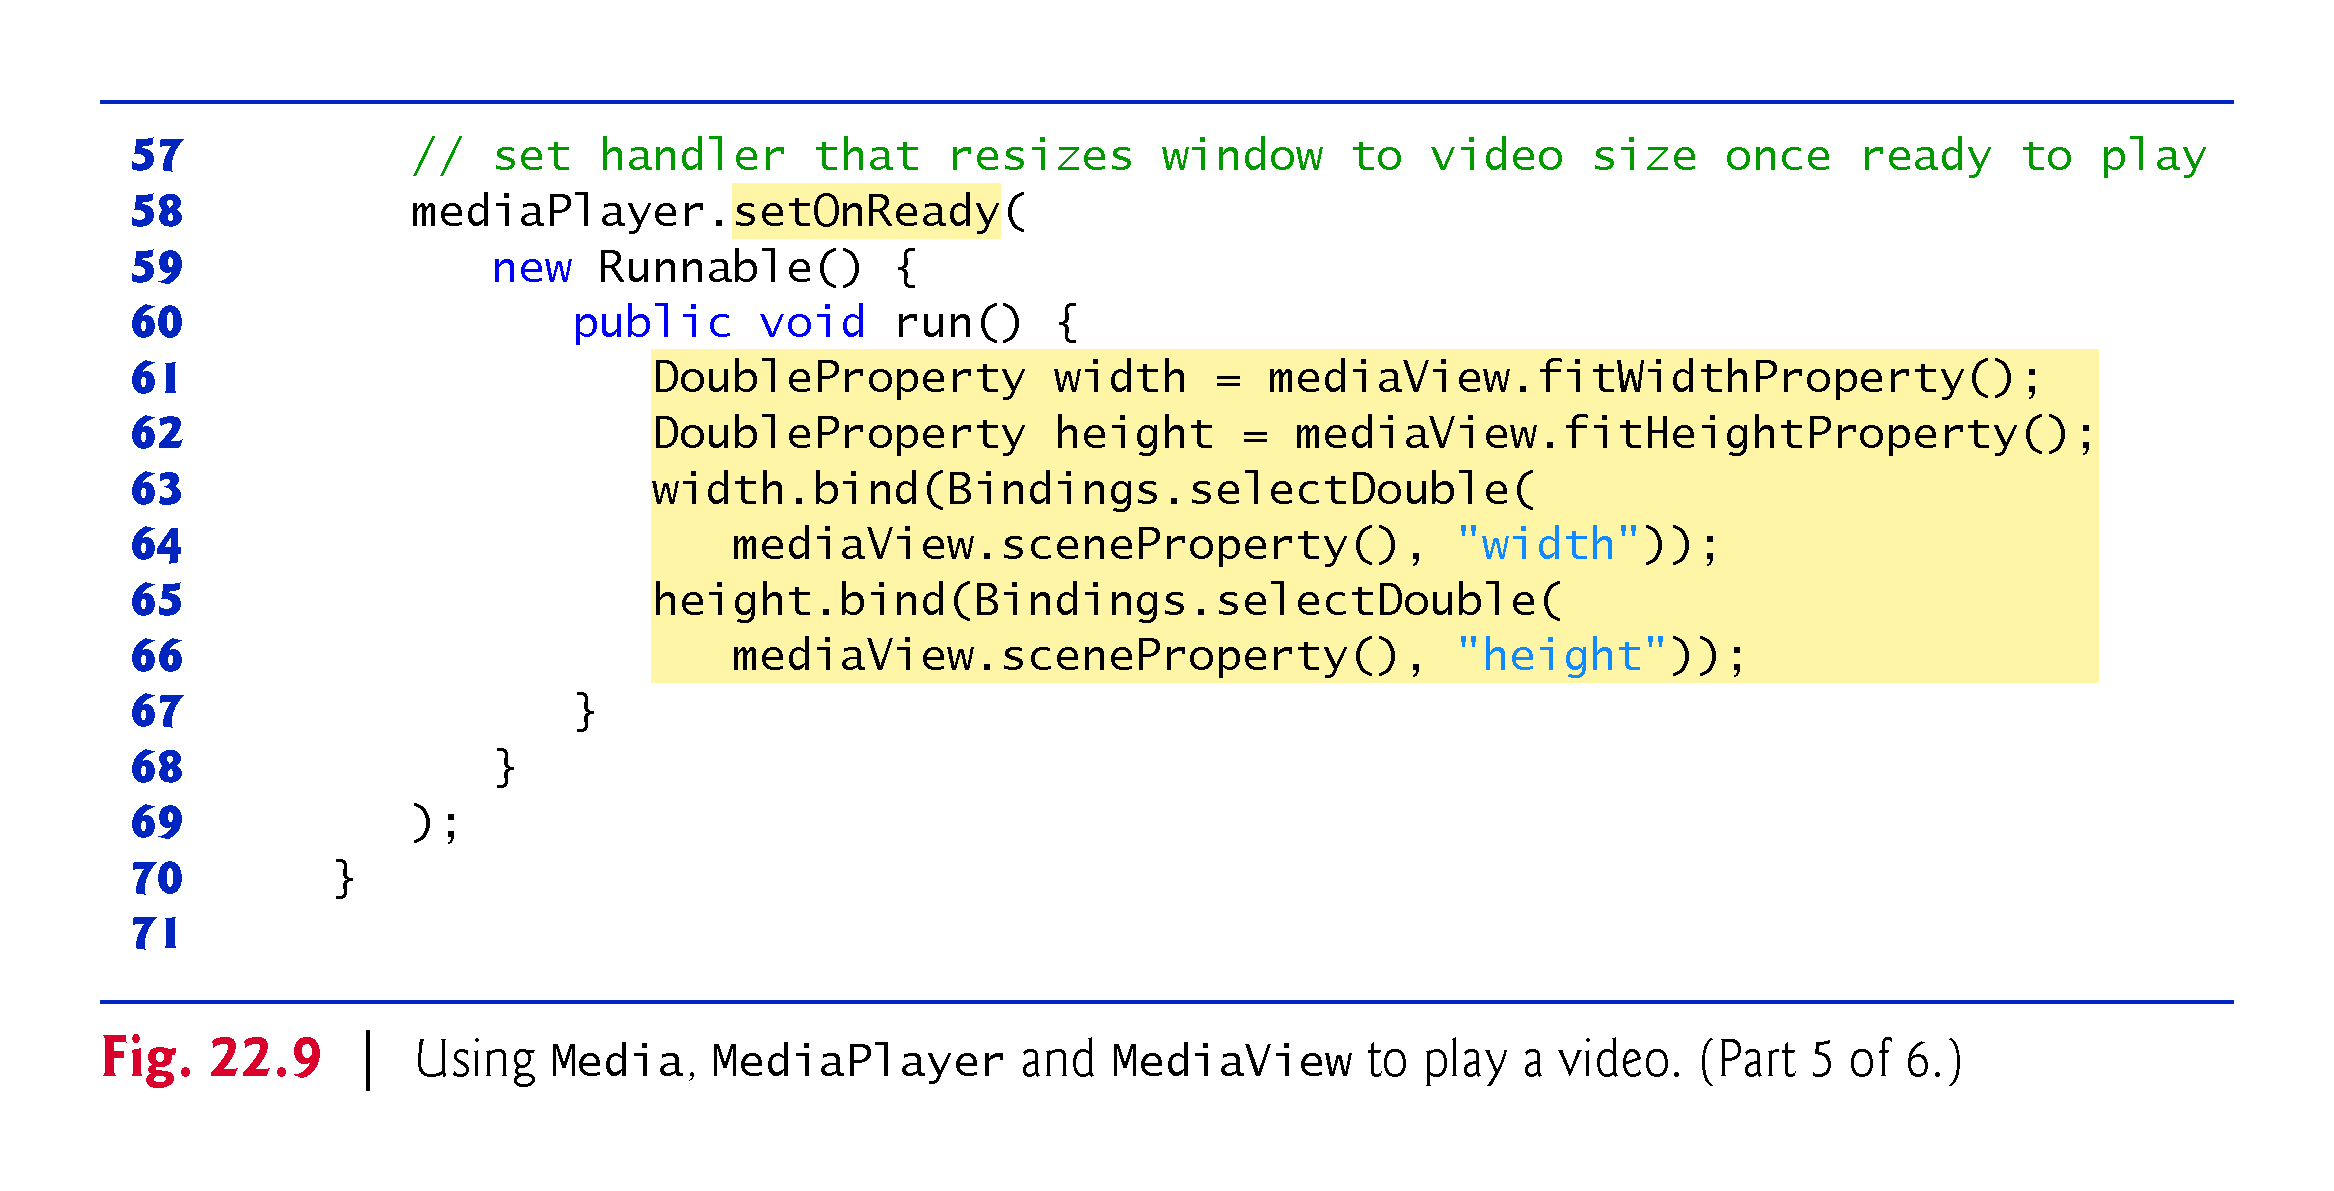 57 // set handler that resizes window to video size once ready to play
58 mediaPlayer.setOnReady(
59 new Runnable() {
60 public void run() {
61 DoubleProperty width = mediaView.fitWidthProperty();
62 DoubleProperty height = mediaView.fitHeightProperty();
63 width.bind(Bindings.selectDouble(
64 mediaView.sceneProperty(), "width"));
65 height.bind(Bindings.selectDouble(
66 mediaView.sceneProperty(), "height"));
67 }
68 }
69 );
70 }
71
Fig. 22.9 | Using Media, MediaPlayer and MediaView to play a video. (Part 5 of 6.)